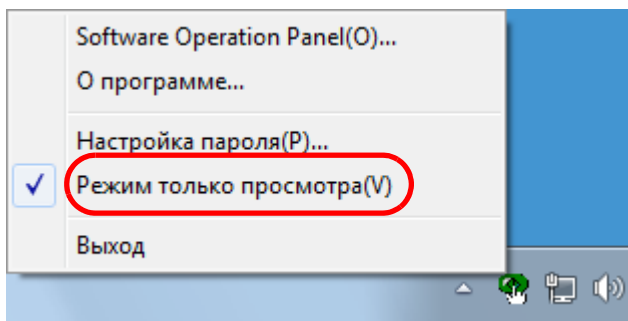 Software Operation Panel(O)...
О программе...
Настройка пароля(P)...
Режим только просмотра(V)
Выход